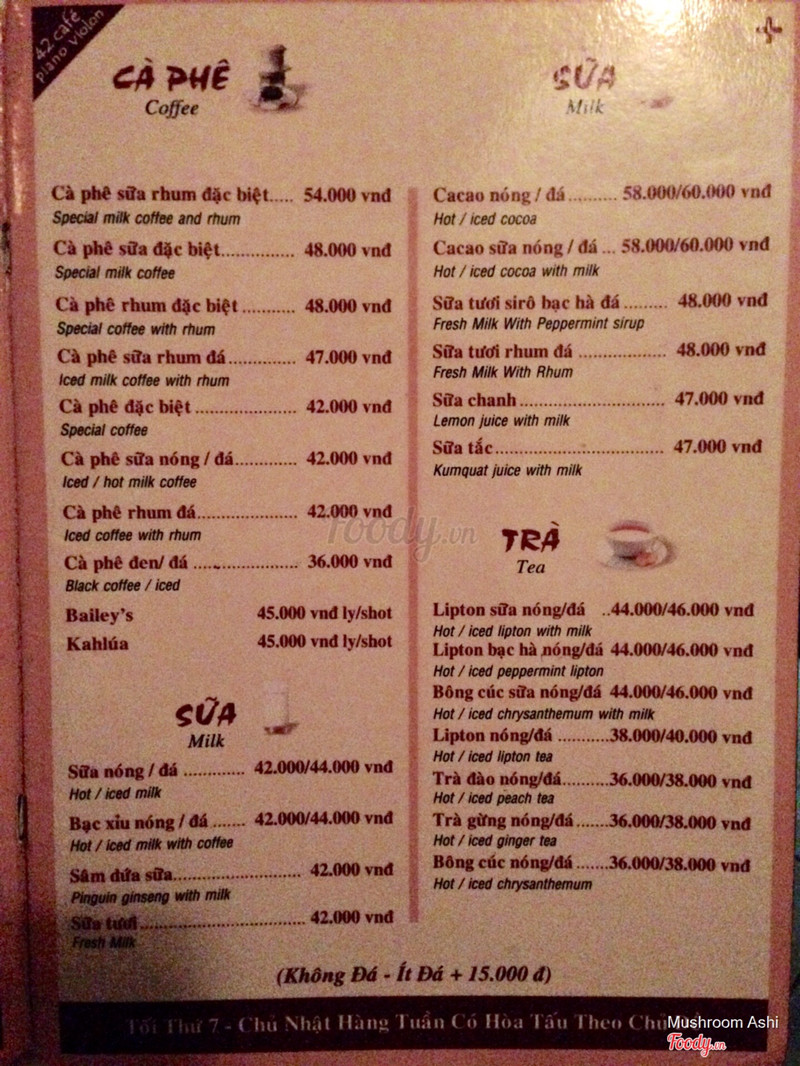 42 café
piano violon
CÀ PHÊ
Coffee
Cà phê sữa rhum đặc biệt..... 54.000 vnđ
Special milk coffee and rhum
Cà phê sữa đặc biệt.............. 48.000 vnđ
Special milk coffee
Cà phê rhum đặc biệt ............ 48.000 vnđ
Special coffee with rhum
Cà phê sữa rhum đá............... 47.000 vnđ
Iced milk coffee with rhum
Cà phê đặc biệt ...................... 42.000 vnđ
Special coffee
Cà phê sữa nóng / đá.............. 42.000 vnđ
Iced / hot milk coffee
Cà phê rhum đá...................... 42.000 vnđ
Iced coffee with rhum
Cà phê đen/ đá ....................... 36.000 vnđ
Black coffee / iced
Bailey's 45.000 vnđ ly/shot
Kahlúa 45.000 vnđ ly/shot
SỮA
Milk
Sữa nóng / đá ............. 42.000/44.000 vnđ
Hot / iced milk
Bạc xỉu nóng / đá ....... 42.000/44.000 vnđ
Hot / iced milk with coffee
Sâm dứa sữa............................ 42.000 vnđ
Pinguin ginseng with milk
Sữa tươi.................................... 42.000 vnđ
Fresh Milk
SỮA
Milk
Cacao nóng / đá........... 58.000/60.000 vnđ
Hot / iced cocoa
Cacao sữa nóng / đá ... 58.000/60.000 vnđ
Hot / iced cocoa with milk
Sữa tươi sirô bạc hà đá ......... 48.000 vnđ
Fresh Milk With Peppermint sirup
Sữa tươi rhum đá ................... 48.000 vnđ
Fresh Milk With Rhum
Sữa chanh................................ 47.000 vnđ
Lemon juice with milk
Sữa tắc..................................... 47.000 vnđ
Kumquat juice with milk
TRÀ
Tea
Lipton sữa nóng/đá ..44.000/46.000 vnđ
Hot / iced lipton with milk
Lipton bạc hà nóng/đá 44.000/46.000 vnđ
Hot / iced peppermint lipton
Bông cúc sữa nóng/đá 44.000/46.000 vnđ
Hot / iced chrysanthemum with milk
Lipton nóng/đá ...........38.000/40.000 vnđ
Hot / iced lipton tea
Trà đào nóng/đá..........36.000/38.000 vnđ
Hot / iced peach tea
Trà gừng nóng/đá.......36.000/38.000 vnđ
Hot / iced ginger tea
Bông cúc nóng/đá .......36.000/38.000 vnđ
Hot / iced chrysanthemum
(Không Đá - Ít Đá + 15.000 đ)
Tối Thứ 7 - Chủ Nhật Hàng Tuần Có Hòa Tấu Theo
foody.vn
Mushroom Ashi
Foody.vn